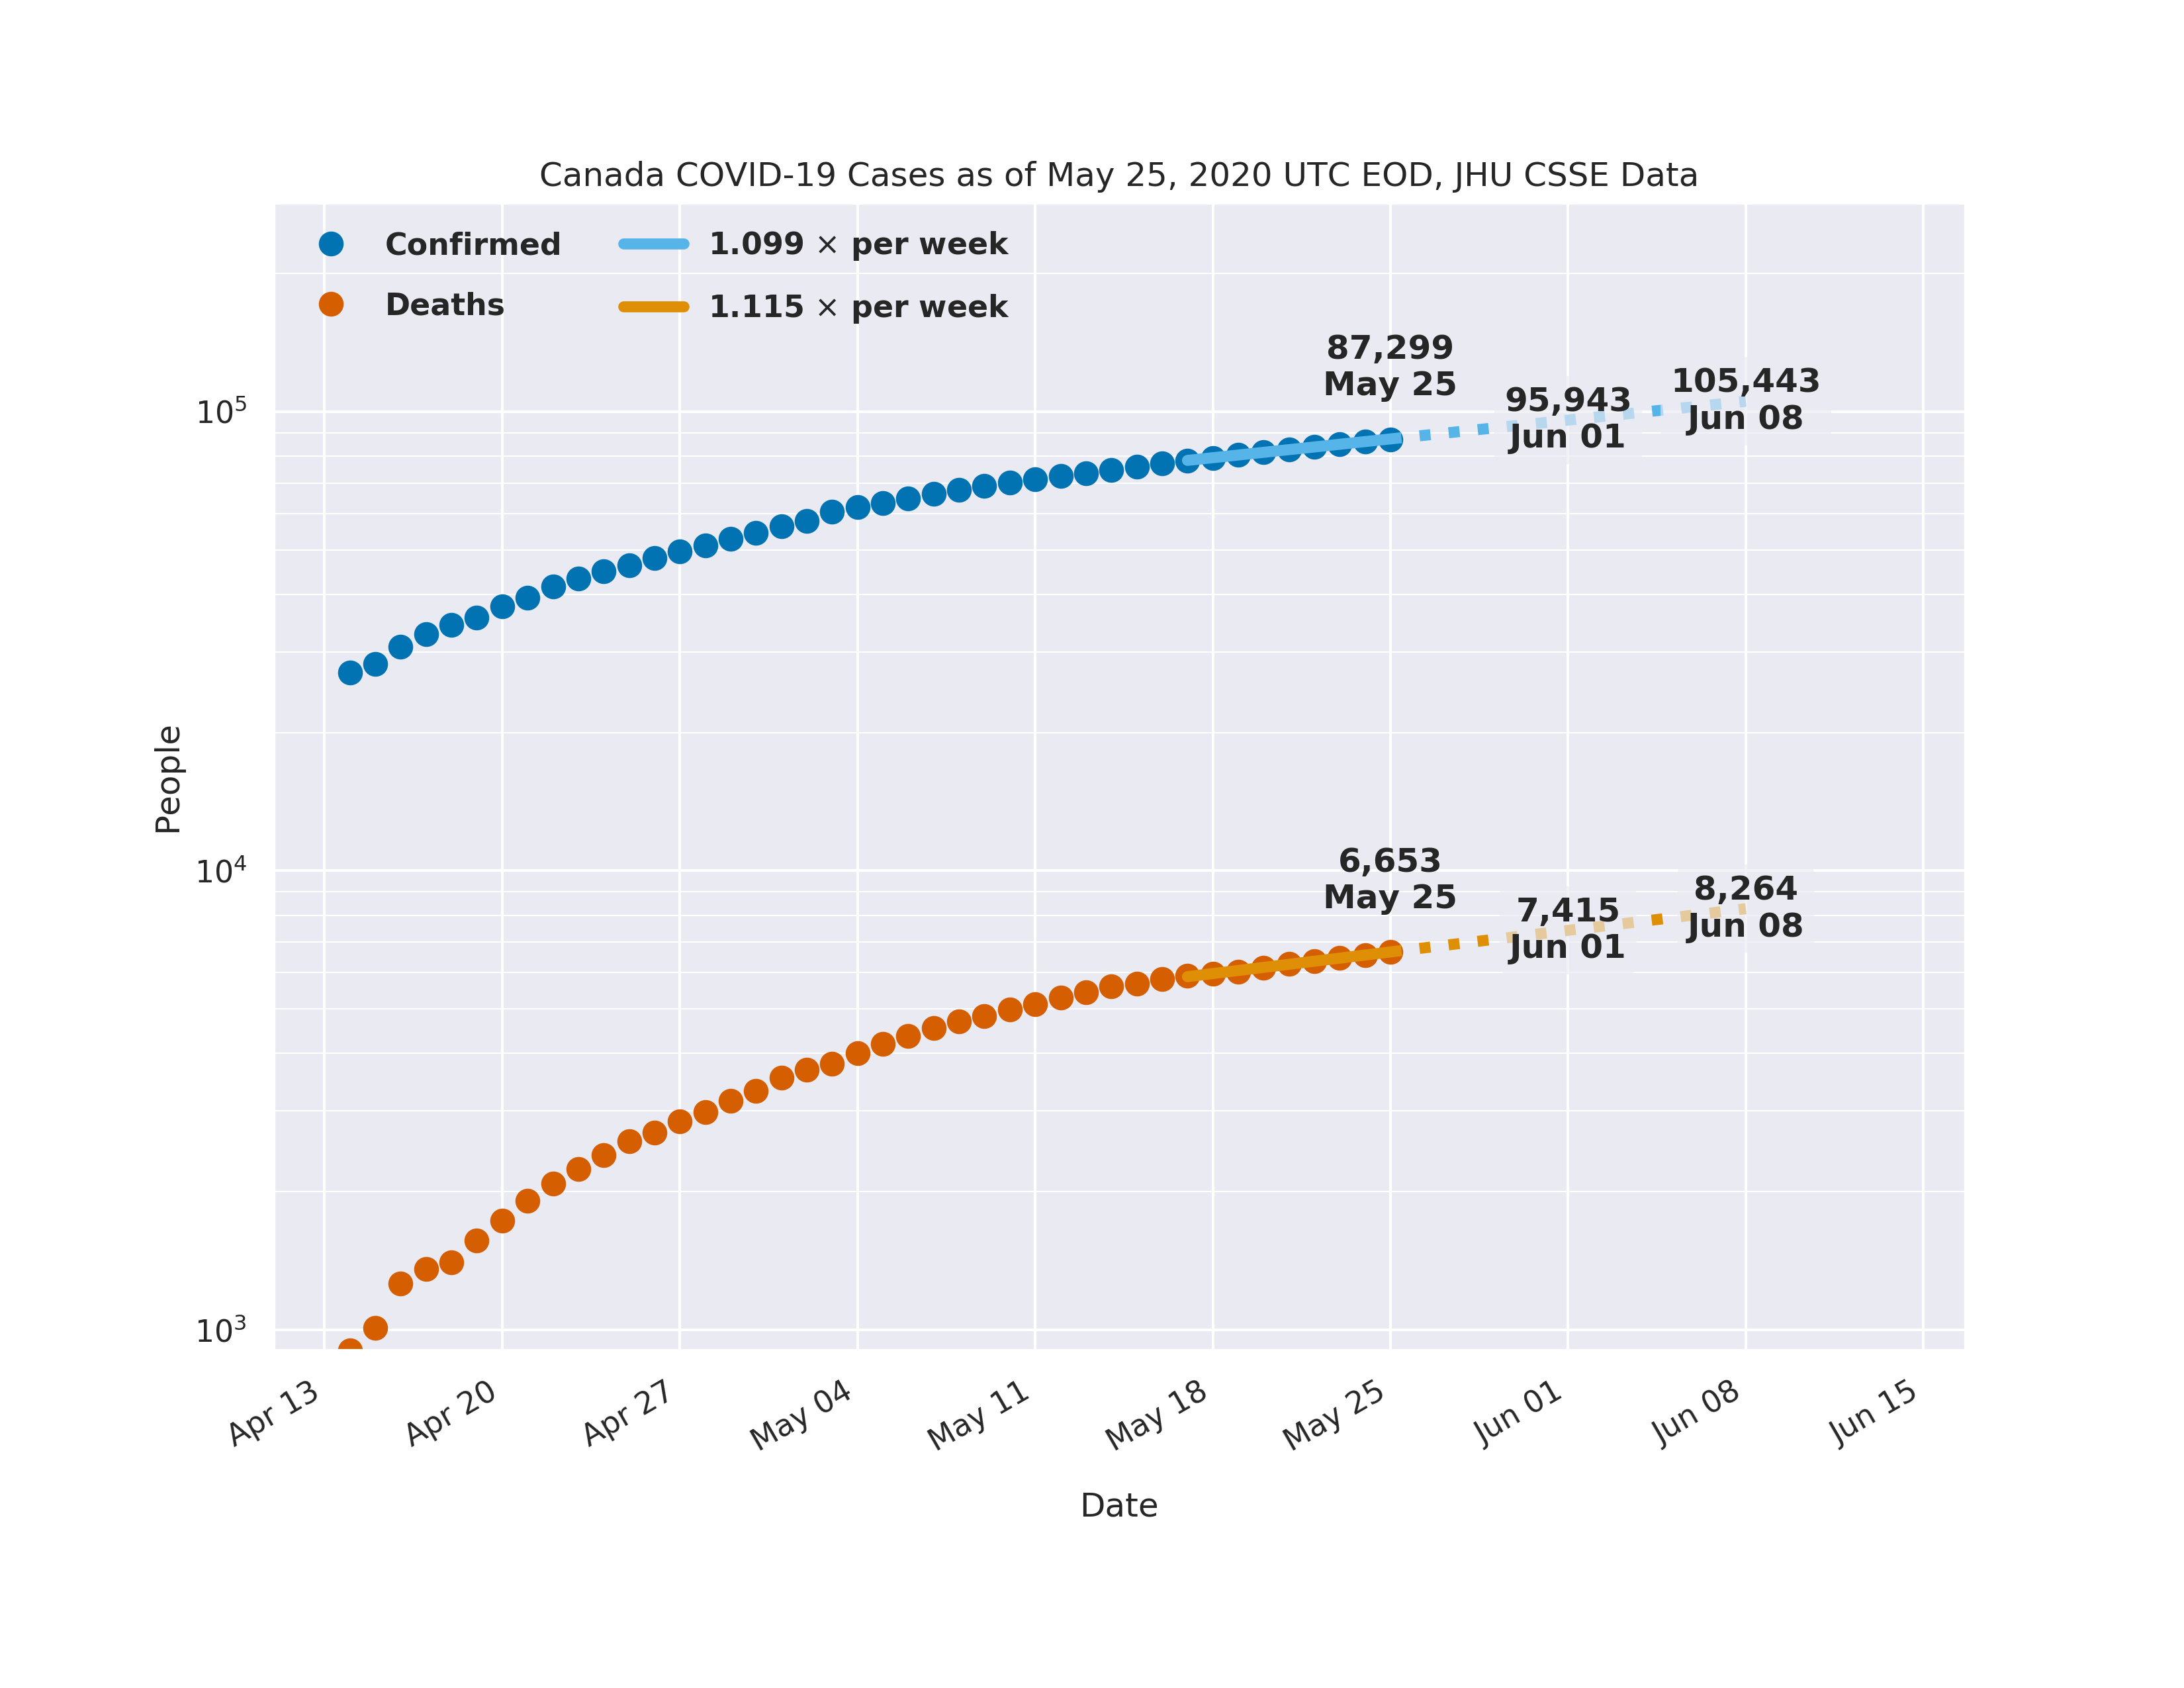 Canada COVID-19 Cases as of May 25, 2020 UTC EOD, JHU CSSE Data
Confirmed
Deaths
1.099 × per week
1.115 × per week
87,299
May 25
95,943
Jun 01
105,443
Jun 08
6,653
May 25
7,415
Jun 01
8,264
Jun 08
People
10⁵
10⁴
10³
Apr 13
Apr 20
Apr 27
May 04
May 11
May 18
May 25
Jun 01
Jun 08
Jun 15
Date